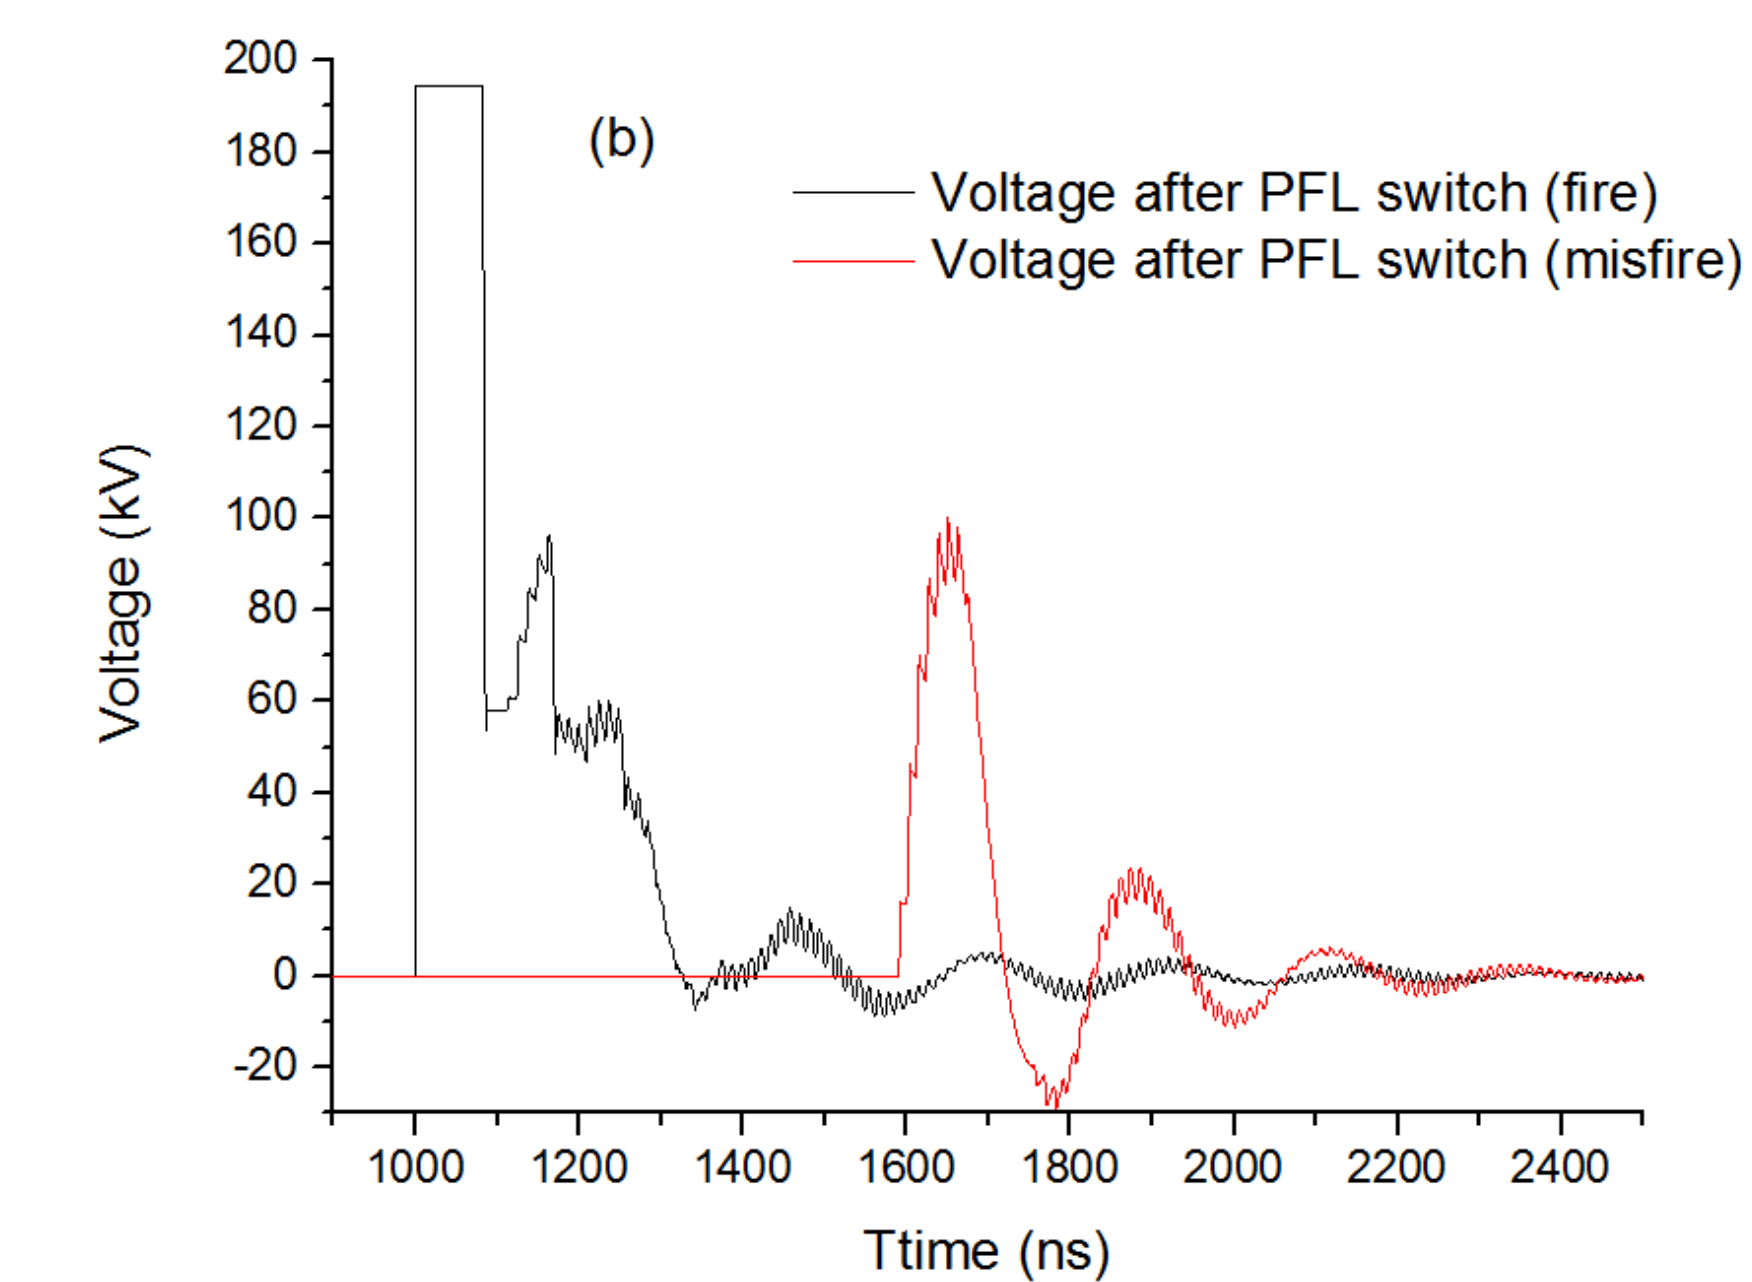 200
180
160
140
120
100
80
60
40
20
0
-20
Voltage (kV)
(b)
Voltage after PFL switch (fire)
Voltage after PFL switch (misfire)
1000 1200 1400 1600 1800 2000 2200 2400
Ttime (ns)